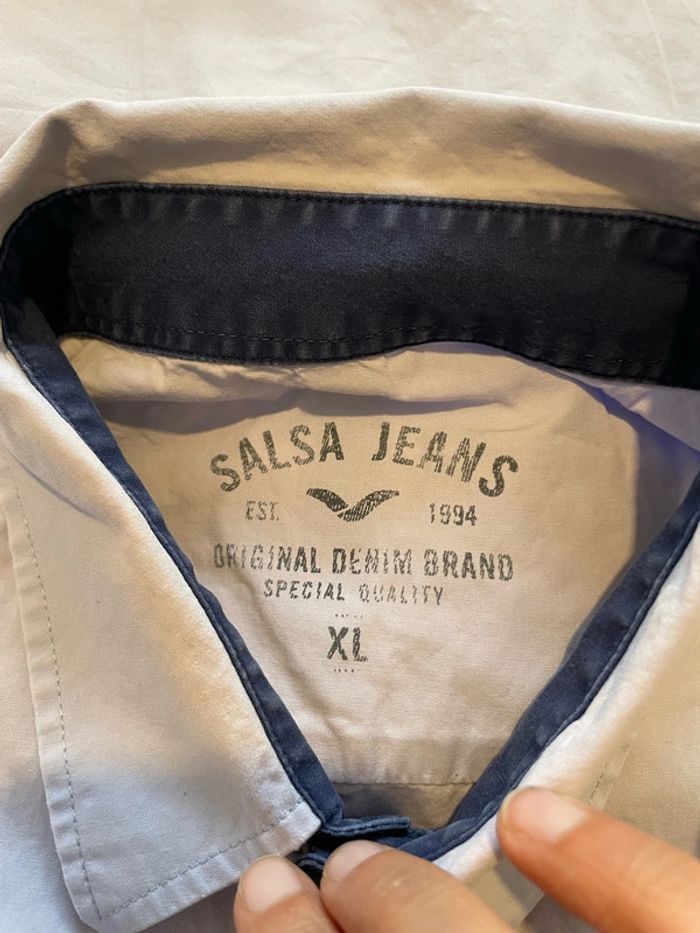 SALSA JEANS
EST. 1994
ORIGINAL DENIM BRAND
SPECIAL QUALITY
XL